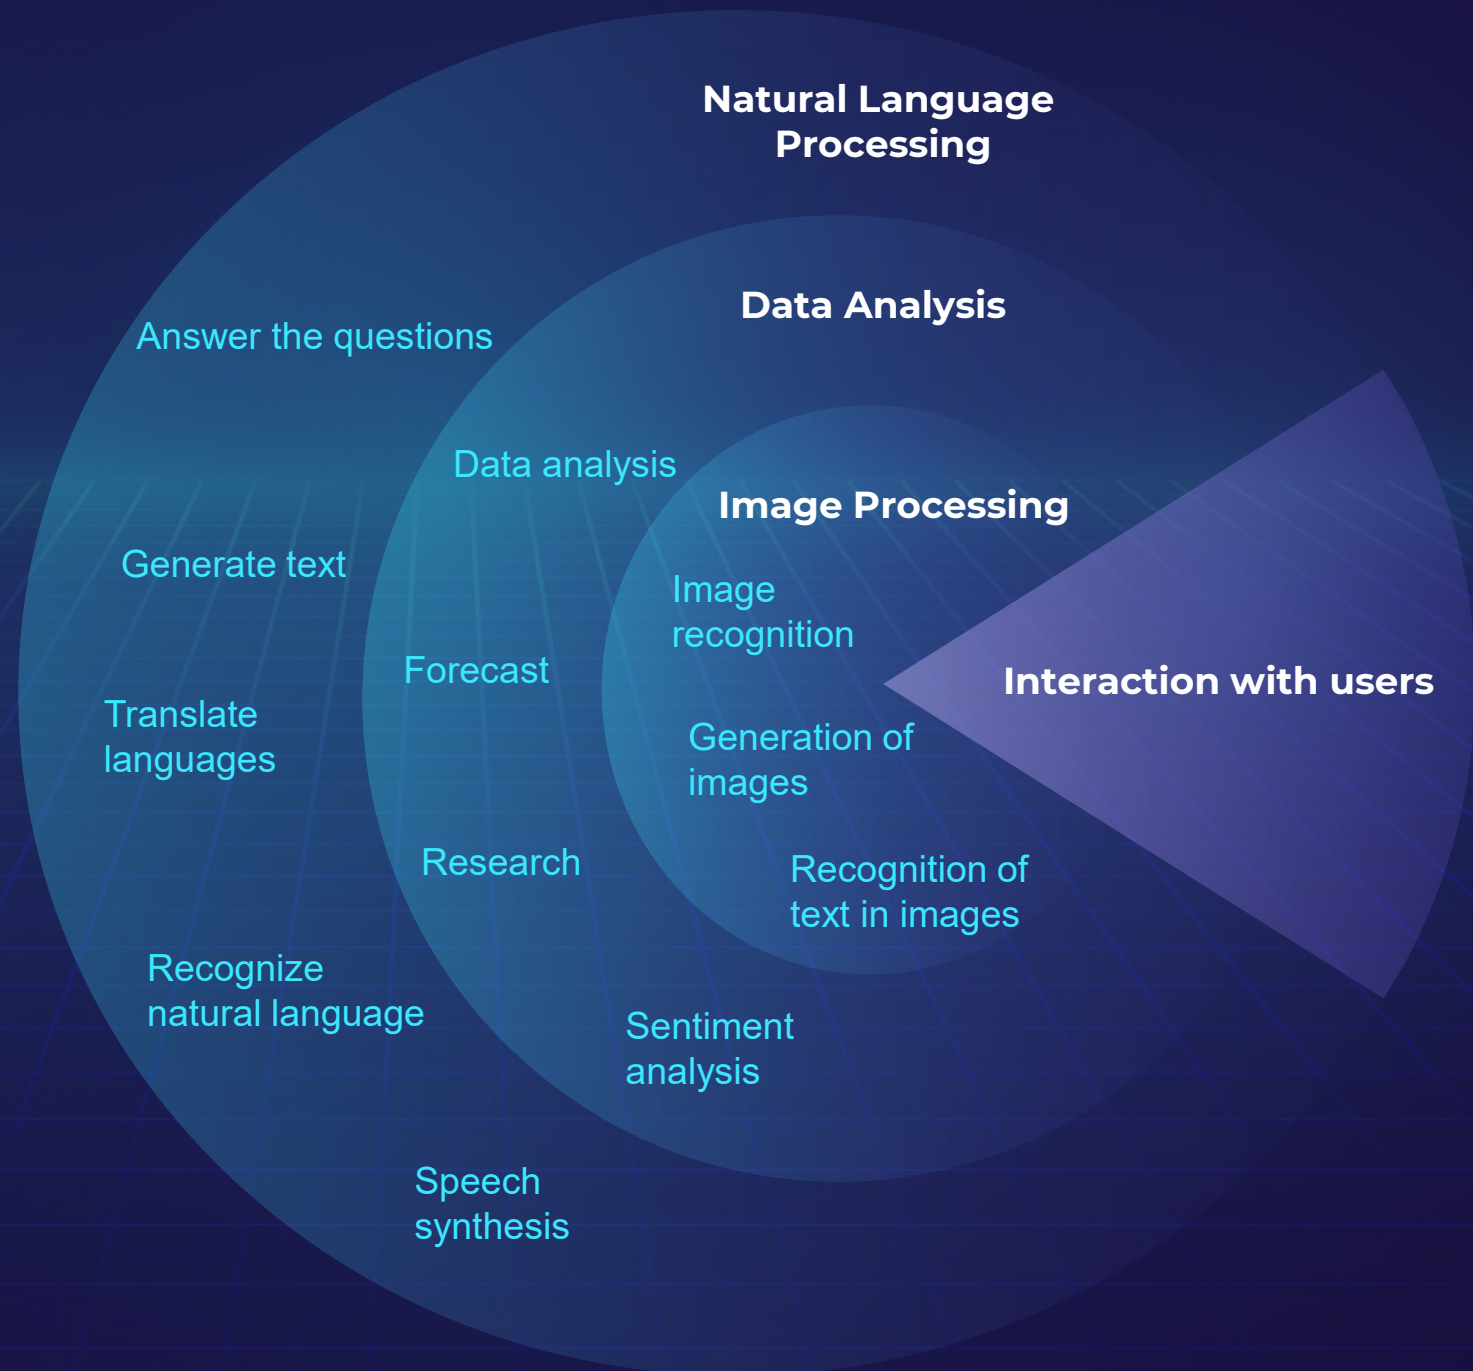 Natural Language
Processing
Answer the questions
Generate text
Translate
languages
Recognize
natural language
Speech
synthesis
Data Analysis
Data analysis
Forecast
Research
Sentiment
analysis
Image Processing
Image
recognition
Generation of
images
Recognition of
text in images
Interaction with users